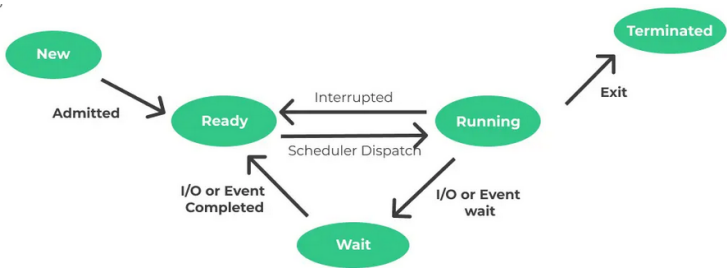 Terminated
New
Exit
Interrupted
Admitted
Ready
Running
Scheduler Dispatch
I/O or Event
Completed
I/O or Event
wait
Wait